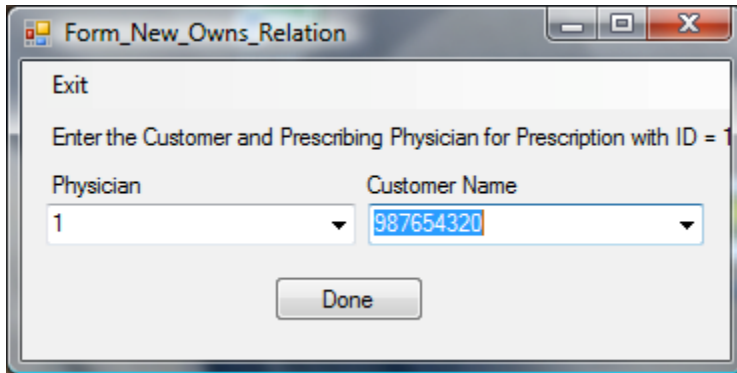 Form_New_Owns_Relation
Exit
Enter the Customer and Prescribing Physician for Prescription with ID = 1
Physician Customer Name
1 987654320
Done